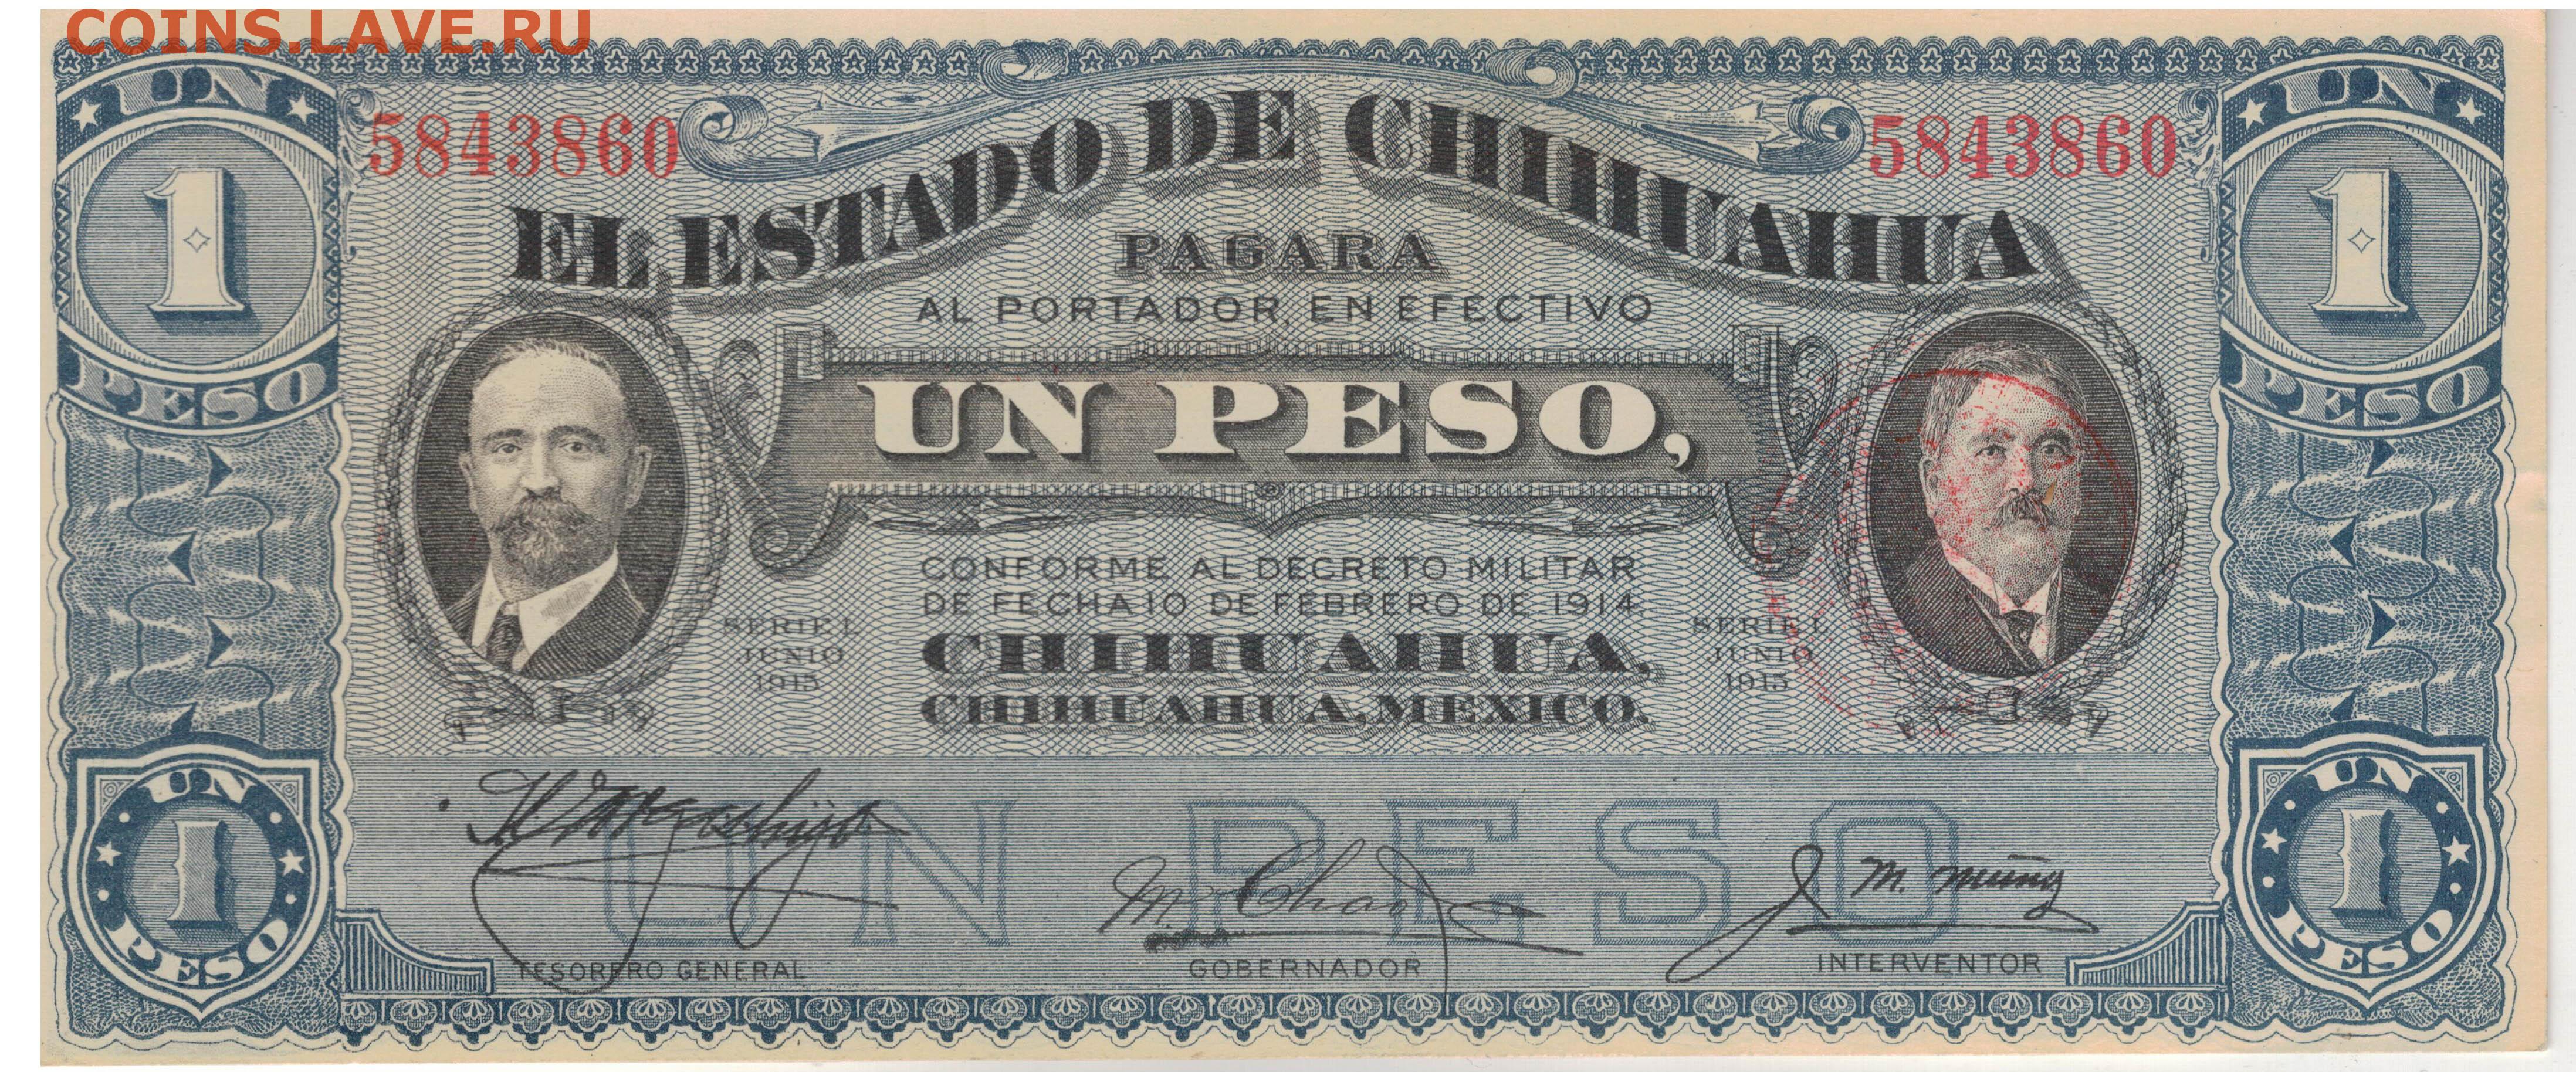 COINS.LAVE.RU
UN 1 PESO
5843860
5843860
UN 1 PESO
EL ESTADO DE CHIHUAHUA
PAGARA
AL PORTADOR, EN EFECTIVO
UN PESO,
CONFORME AL DECRETO MILITAR
DE FECHA 10 DE FEBRERO DE 1914
SERIE
JUNIO
1915
CHIHUAHUA,
CHIHUAHUA, MEXICO.
SERIE
JUNIO
1915
UN 1 PESO
UN PESO
UN 1 PESO
M. Chao
J. M.
TESORERO GENERAL
GOBERNADOR
INTERVENTOR